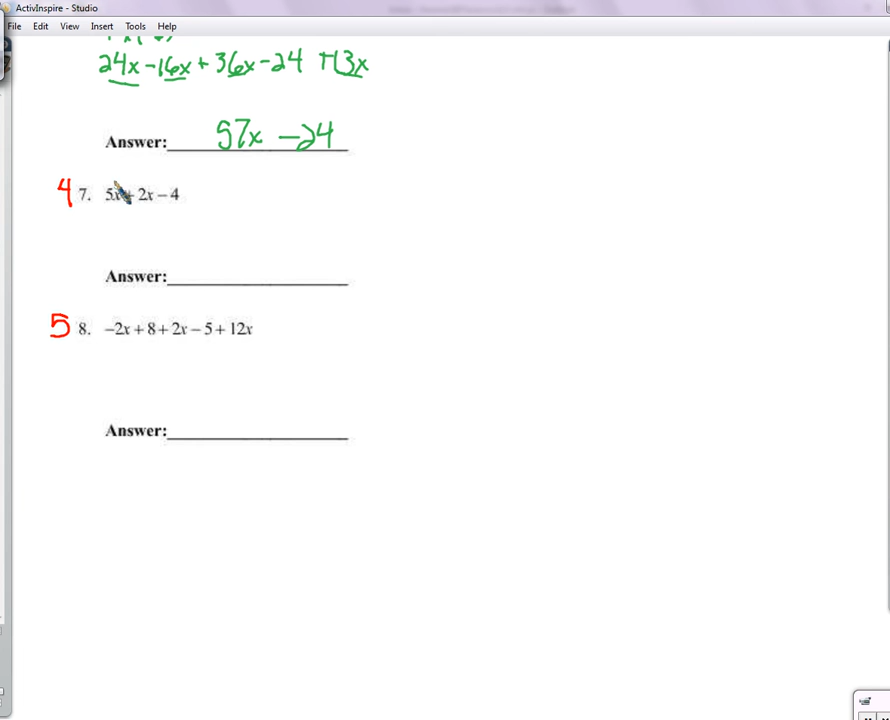 ActivInspire - Studio
File Edit View Insert Tools Help
24x -16x + 36x -24 +13x
Answer: 57x -24
4 7. 5x + 2x – 4
Answer:
5 8. –2x + 8 + 2x – 5 + 12x
Answer: